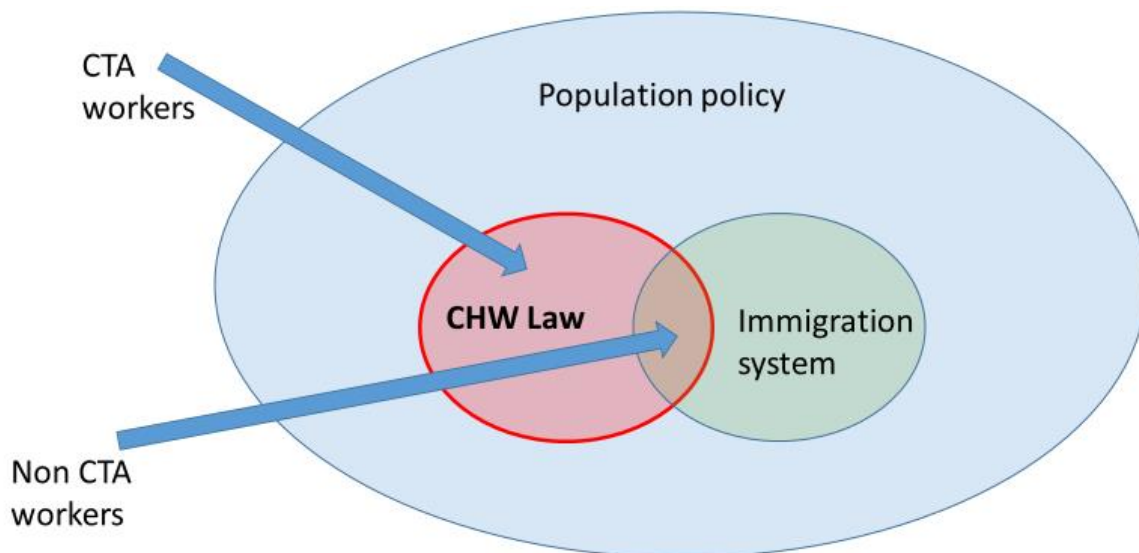 CTA
workers
Population policy
CHW Law
Immigration
system
Non CTA
workers